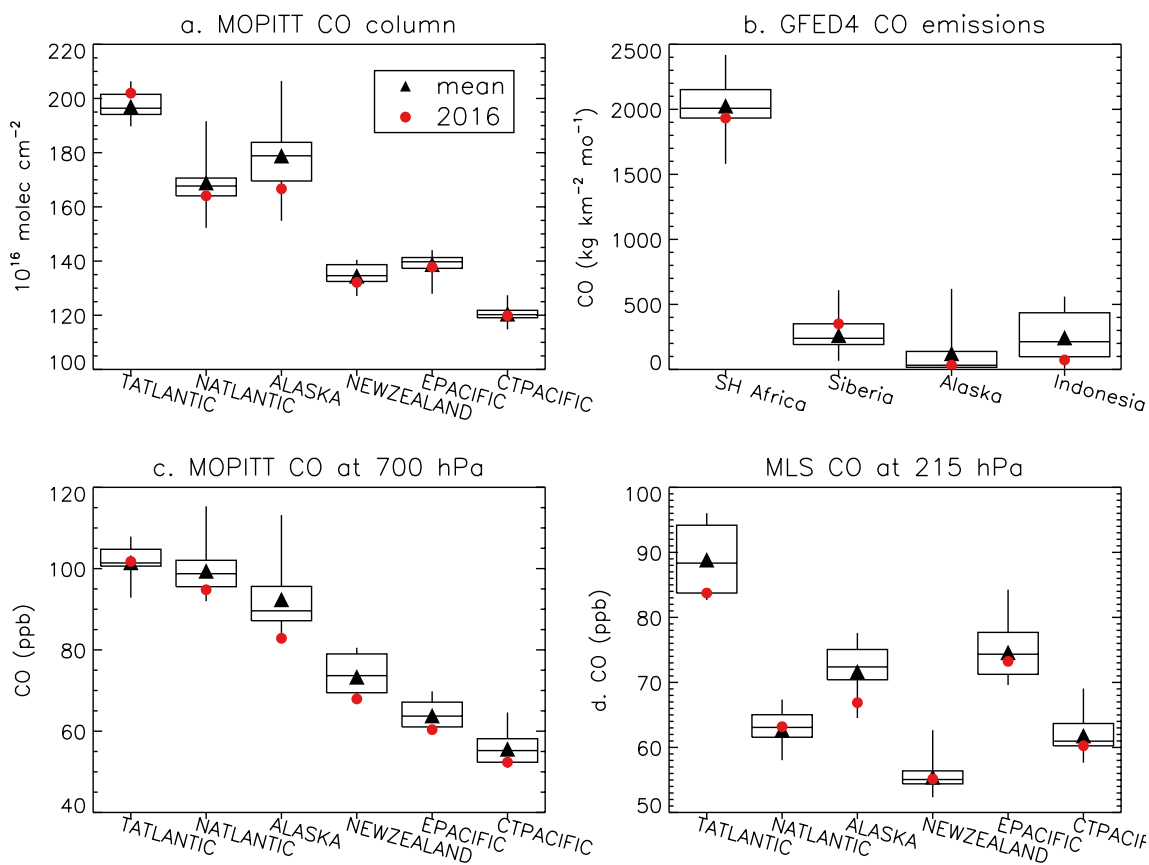 a. MOPITT CO column
b. GFED4 CO emissions
220
200
180
160
140
120
100
10¹⁶ molec cm⁻²
mean
2016
TATLANTIC
NATLANTIC
ALASKA
NEWZEALAND
EPACIFIC
CTPACIFIC
2500
2000
1500
1000
500
0
CO (kg km⁻² mo⁻¹)
SH Africa
Siberia
Alaska
Indonesia
c. MOPITT CO at 700 hPa
MLS CO at 215 hPa
120
100
80
60
40
CO (ppb)
TATLANTIC
NATLANTIC
ALASKA
NEWZEALAND
EPACIFIC
CTPACIFIC
100
90
80
70
60
50
d. CO (ppb)
TATLANTIC
NATLANTIC
ALASKA
NEWZEALAND
EPACIFIC
CTPACIF